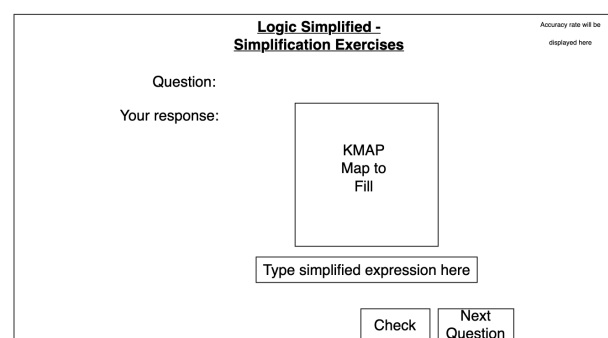 Logic Simplified -
Simplification Exercises
Accuracy rate will be
displayed here
Question:
Your response:
KMAP
Map to
Fill
Type simplified expression here
Check
Next
Question